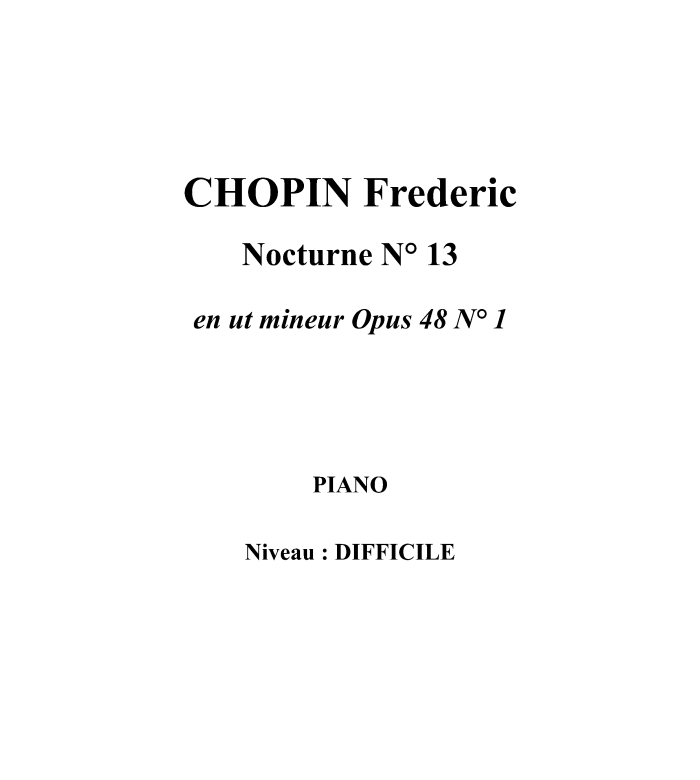 CHOPIN Frederic
Nocturne N° 13
en ut mineur Opus 48 N° 1
PIANO
Niveau : DIFFICILE